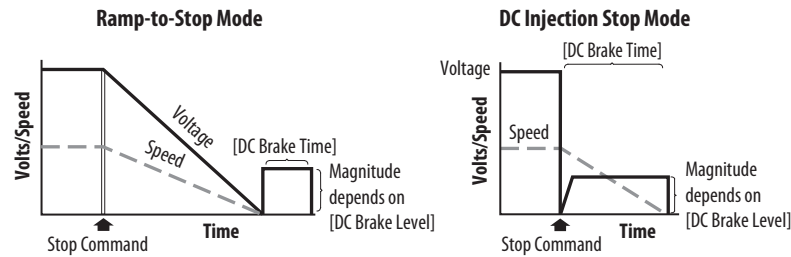 Ramp-to-Stop Mode
Volts/Speed
Voltage
Speed
[DC Brake Time]
Magnitude
depends on
[DC Brake Level]
Stop Command
Time
DC Injection Stop Mode
[DC Brake Time]
Voltage
Volts/Speed
Speed
Magnitude
depends on
[DC Brake Level]
Stop Command
Time